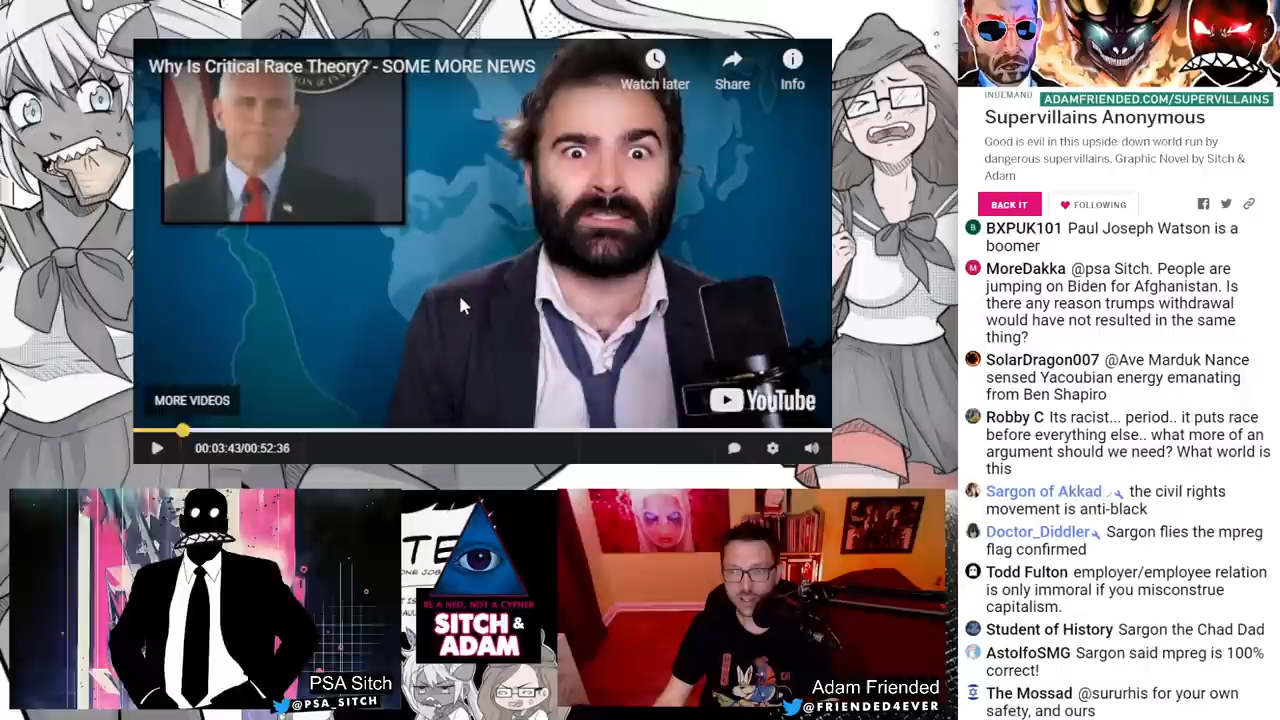 Why Is Critical Race Theory? - SOME MORE NEWS
Watch later
Share
Info
MORE VIDEOS
YouTube
00:03:43/00:52:36
BE A NEO, NOT A CYPHER
SITCH &
ADAM
PSA Sitch
@PSA_SITCH
Adam Friended
@FRIENDED4EVER
INDEMAND
ADAMFRIENDED.COM/SUPERVILLAINS
Supervillains Anonymous
Good is evil in this upside-down world run by
dangerous supervillains. Graphic Novel by Sitch &
Adam
BACK IT
FOLLOWING
BXPUK101 Paul Joseph Watson is a
boomer
MoreDakka @psa Sitch. People are
jumping on Biden for Afghanistan. Is
there any reason trumps withdrawal
would have not resulted in the same
thing?
SolarDragon007 @Ave Marduk Nance
sensed Yacoubian energy emanating
from Ben Shapiro
Robby C Its racist... period.. it puts race
before everything else.. what more of an
argument should we need? What world is
this
Sargon of Akkad the civil rights
movement is anti-black
Doctor_Diddler Sargon flies the mpreg
flag confirmed
Todd Fulton employer/employee relation
is only immoral if you misconstrue
capitalism.
Student of History Sargon the Chad Dad
AstolfoSMG Sargon said mpreg is 100%
correct!
The Mossad @sururhis for your own
safety, and ours